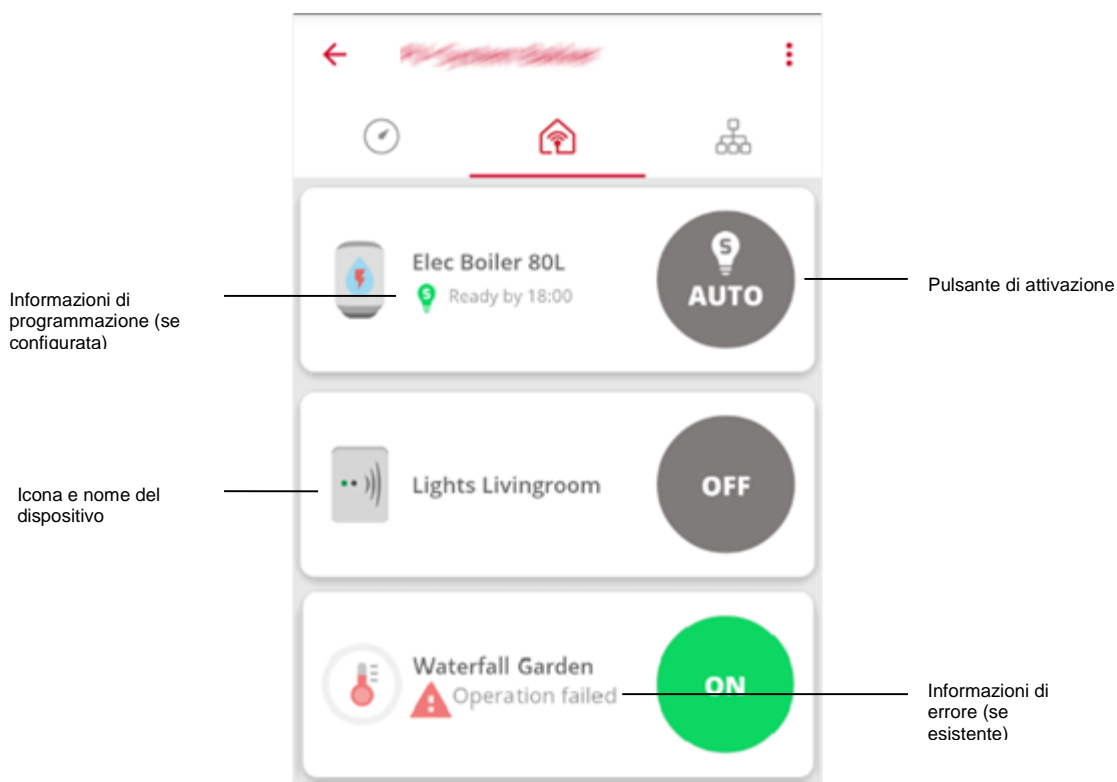 Elec Boiler 80L
S Ready by 18:00
S
AUTO
Informazioni di
programmazione (se
configurata)
Pulsante di attivazione
Lights Livingroom
OFF
Icona e nome del
dispositivo
Waterfall Garden
Operation failed
ON
Informazioni di
errore (se
esistente)